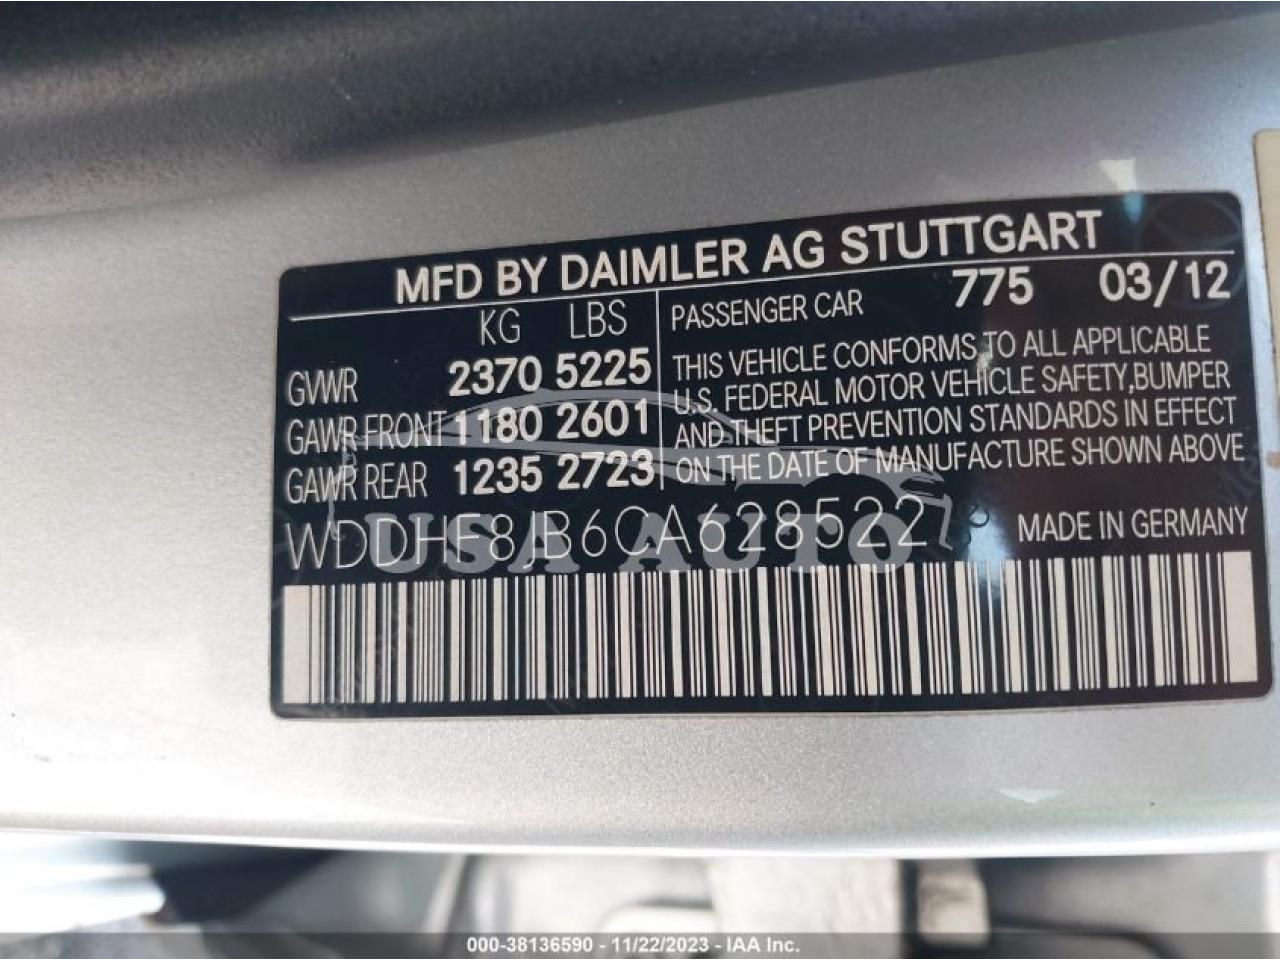 MFD BY DAIMLER AG STUTTGART
KG LBS
GVWR 2370 5225
GAWR FRONT 1180 2601
GAWR REAR 1235 2723
PASSENGER CAR 775 03/12
THIS VEHICLE CONFORMS TO ALL APPLICABLE
U.S. FEDERAL MOTOR VEHICLE SAFETY, BUMPER
AND THEFT PREVENTION STANDARDS IN EFFECT
ON THE DATE OF MANUFACTURE SHOWN ABOVE
WDDHF8JB6CA628522
MADE IN GERMANY
USA AUTO
000-38136590 - 11/22/2023 - IAA Inc.